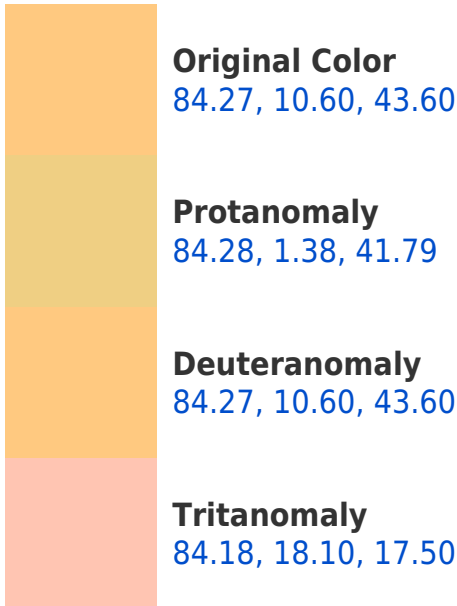 Original Color
84.27, 10.60, 43.60
Protanomaly
84.28, 1.38, 41.79
Deuteranomaly
84.27, 10.60, 43.60
Tritanomaly
84.18, 18.10, 17.50